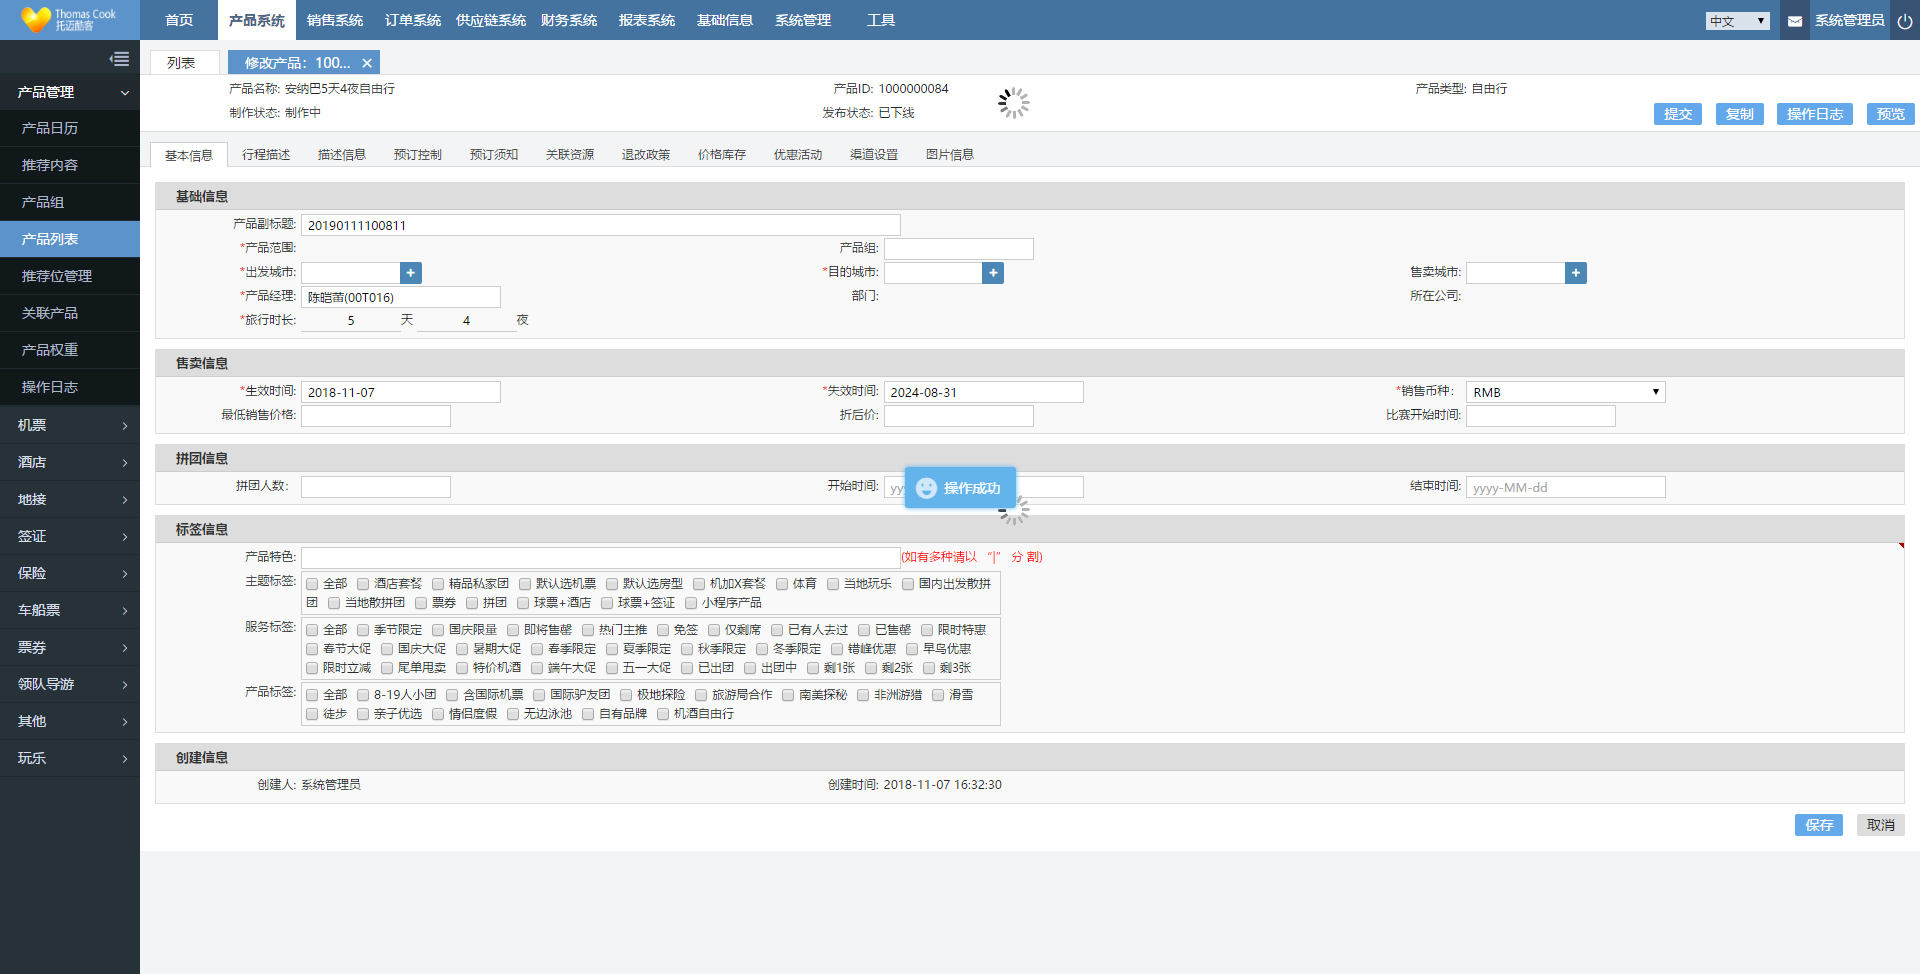 Thomas Cook
托迈酷客
首页 产品系统 销售系统 订单系统 供应链系统 财务系统 报表系统 基础信息 系统管理 工具
中文 系统管理员
列表 修改产品：100...
产品管理
产品日历
推荐内容
产品组
产品列表
推荐位管理
关联产品
产品权重
操作日志
机票
酒店
地接
签证
保险
车船票
票券
领队导游
其他
玩乐
产品名称: 安纳巴5天4夜自由行 产品ID: 1000000084 产品类型: 自由行
制作状态: 制作中 发布状态: 已下线
提交 复制 操作日志 预览
基本信息 行程描述 描述信息 预订控制 预订须知 关联资源 退改政策 价格库存 优惠活动 渠道设置 图片信息
基础信息
产品副标题: 20190111100811
*产品范围: 产品组:
*出发城市: + *目的城市: + 售卖城市: +
*产品经理: 陈皑茁(00T016) 部门: 所在公司:
*旅行时长: 5 天 4 夜
售卖信息
*生效时间: 2018-11-07 *失效时间: 2024-08-31 *销售币种: RMB
最低销售价格: 折后价: 比赛开始时间:
拼团信息
拼团人数: 开始时间: yy 结束时间: yyyy-MM-dd
操作成功
标签信息
产品特色: (如有多种请以 “|” 分 割)
主题标签: 全部 酒店套餐 精品私家团 默认选机票 默认选房型 机加X套餐 体育 当地玩乐 国内出发散拼
团 当地散拼团 票券 拼团 球票+酒店 球票+签证 小程序产品
服务标签: 全部 季节限定 国庆限量 即将售罄 热门主推 免签 仅剩席 已有人去过 已售罄 限时特惠
春节大促 国庆大促 暑期大促 春季限定 夏季限定 秋季限定 冬季限定 错峰优惠 早鸟优惠
限时立减 尾单甩卖 特价机酒 端午大促 五一大促 已出团 出团中 剩1张 剩2张 剩3张
产品标签: 全部 8-19人小团 含国际机票 国际驴友团 极地探险 旅游局合作 南美探秘 非洲游猎 滑雪
徒步 亲子优选 情侣度假 无边泳池 自有品牌 机酒自由行
创建信息
创建人: 系统管理员 创建时间: 2018-11-07 16:32:30
保存 取消